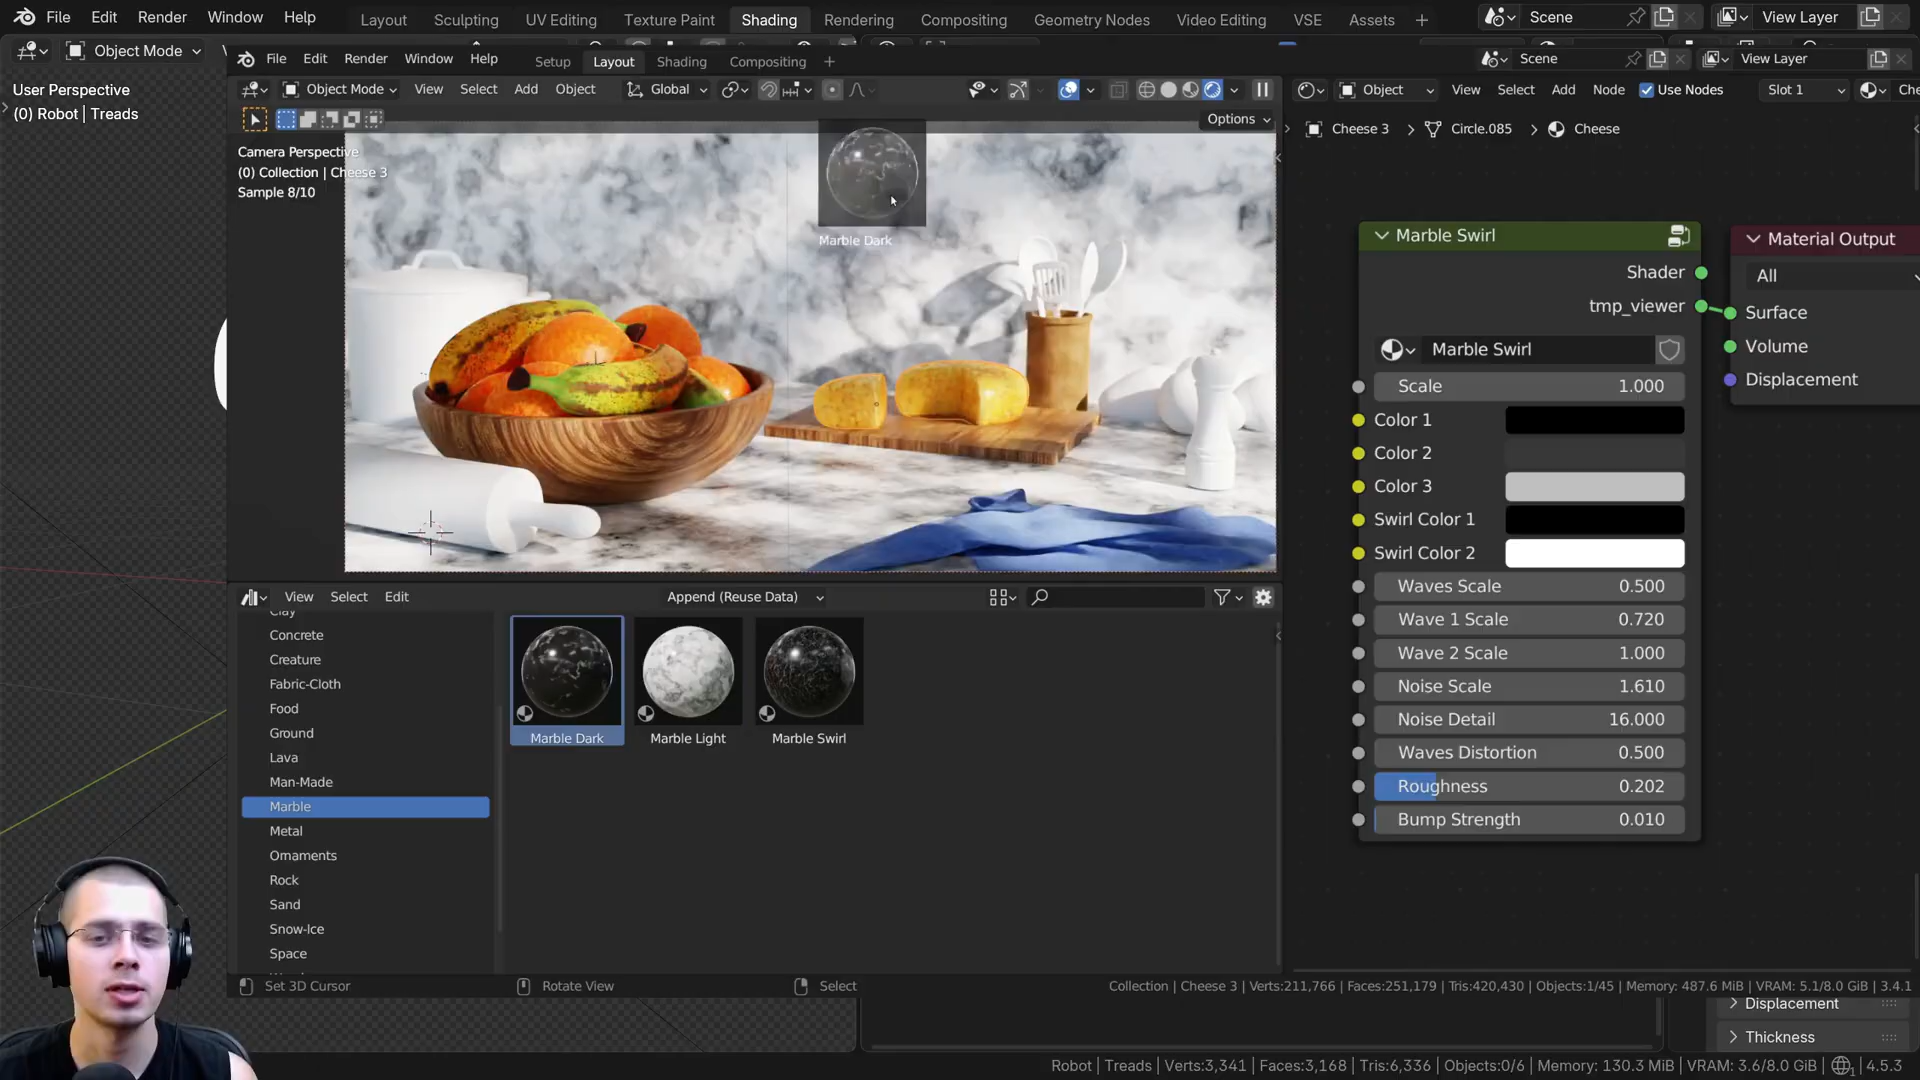 File Edit Render Window Help Layout Sculpting UV Editing Texture Paint Shading Rendering Compositing Geometry Nodes Video Editing VSE Assets + Scene View Layer
Object Mode
User Perspective
(0) Robot | Treads
File Edit Render Window Help Setup Layout Shading Compositing + Scene View Layer
Object Mode View Select Add Object Global
Object View Select Add Node Use Nodes Slot 1
Options
Cheese 3 Circle.085 Cheese
Camera Perspective
(0) Collection | Cheese 3
Sample 8/10
Marble Dark
Marble Swirl
Shader
tmp_viewer
Marble Swirl
Scale 1.000
Color 1
Color 2
Color 3
Swirl Color 1
Swirl Color 2
Waves Scale 0.500
Wave 1 Scale 0.720
Wave 2 Scale 1.000
Noise Scale 1.610
Noise Detail 16.000
Waves Distortion 0.500
Roughness 0.202
Bump Strength 0.010
Material Output
All
Surface
Volume
Displacement
View Select Edit Append (Reuse Data)
Clay
Concrete
Creature
Fabric-Cloth
Food
Ground
Lava
Man-Made
Marble
Metal
Ornaments
Rock
Sand
Snow-Ice
Space
Marble Dark Marble Light Marble Swirl
Set 3D Cursor Rotate View Select
Collection | Cheese 3 | Verts:211,766 | Faces:251,179 | Tris:420,430 | Objects:1/45 | Memory: 487.6 MiB | VRAM: 5.1/8.0 GiB | 3.4.1
Displacement
Thickness
Robot | Treads | Verts:3,341 | Faces:3,168 | Tris:6,336 | Objects:0/6 | Memory: 130.3 MiB | VRAM: 3.6/8.0 GiB | 4.5.3